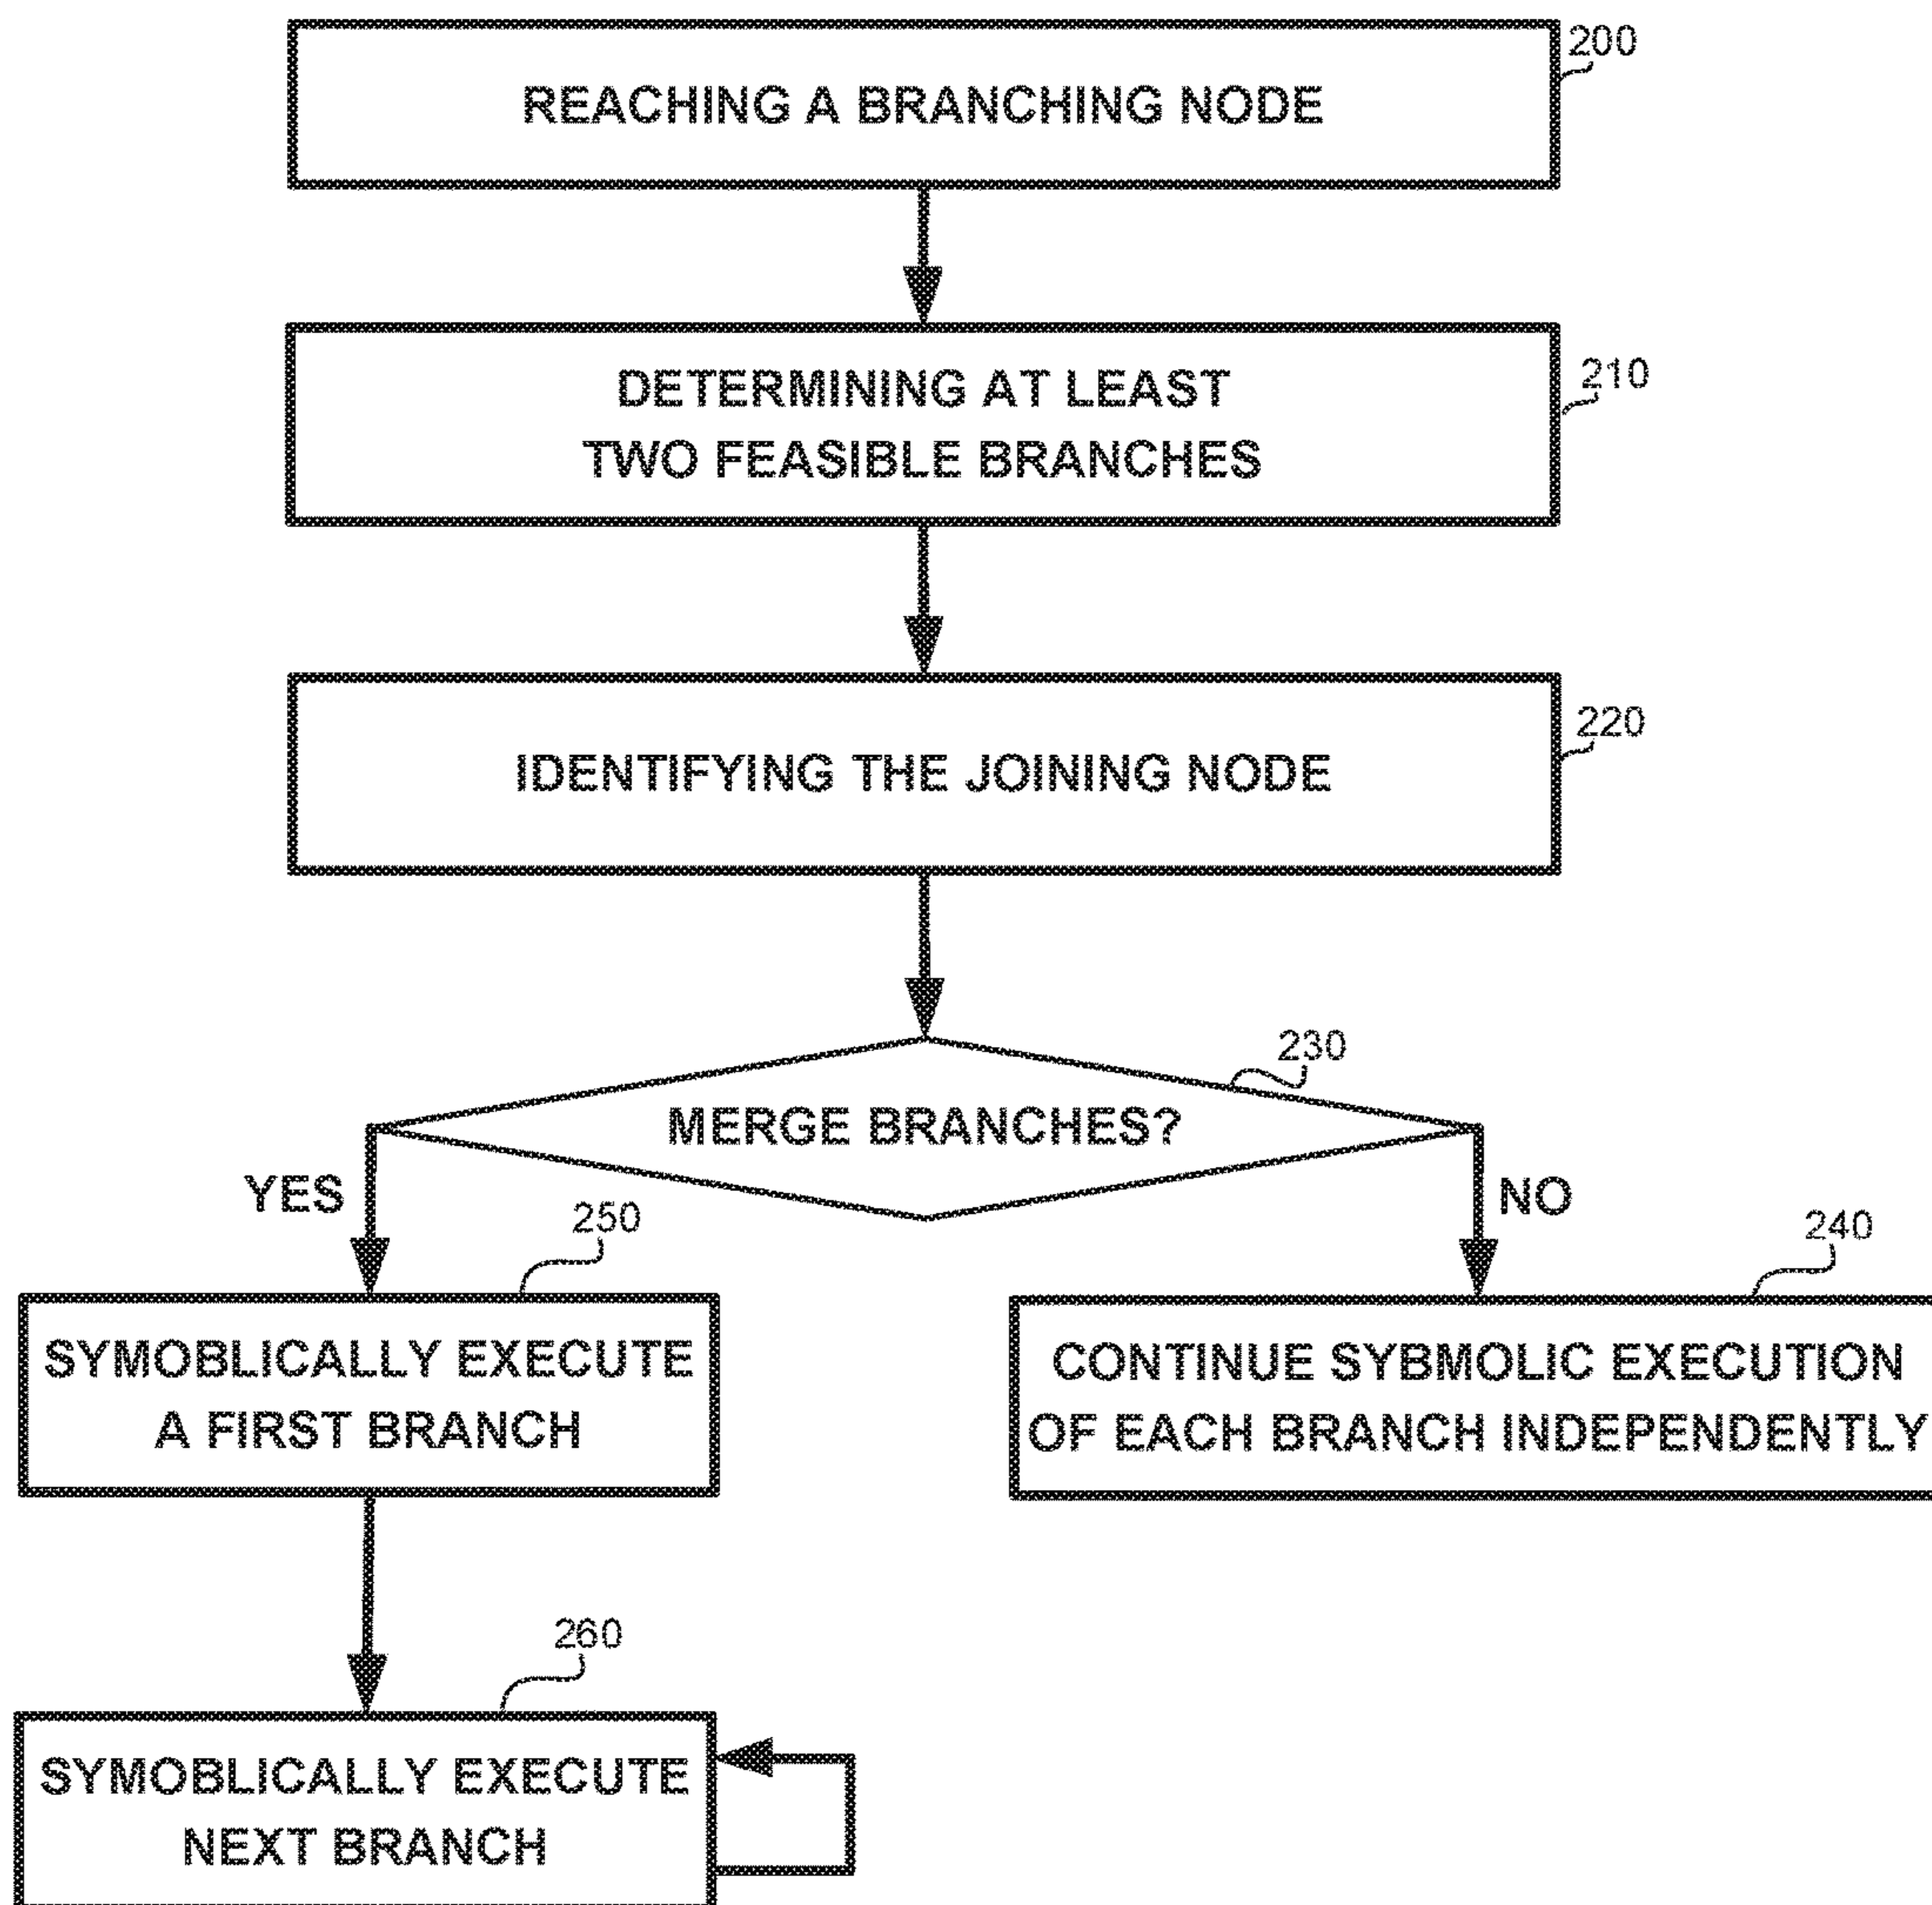 200
REACHING A BRANCHING NODE
210
DETERMINING AT LEAST
TWO FEASIBLE BRANCHES
220
IDENTIFYING THE JOINING NODE
230
MERGE BRANCHES?
YES
NO
250
240
SYMOBLICALLY EXECUTE
A FIRST BRANCH
CONTINUE SYBMOLIC EXECUTION
OF EACH BRANCH INDEPENDENTLY
260
SYMOBLICALLY EXECUTE
NEXT BRANCH